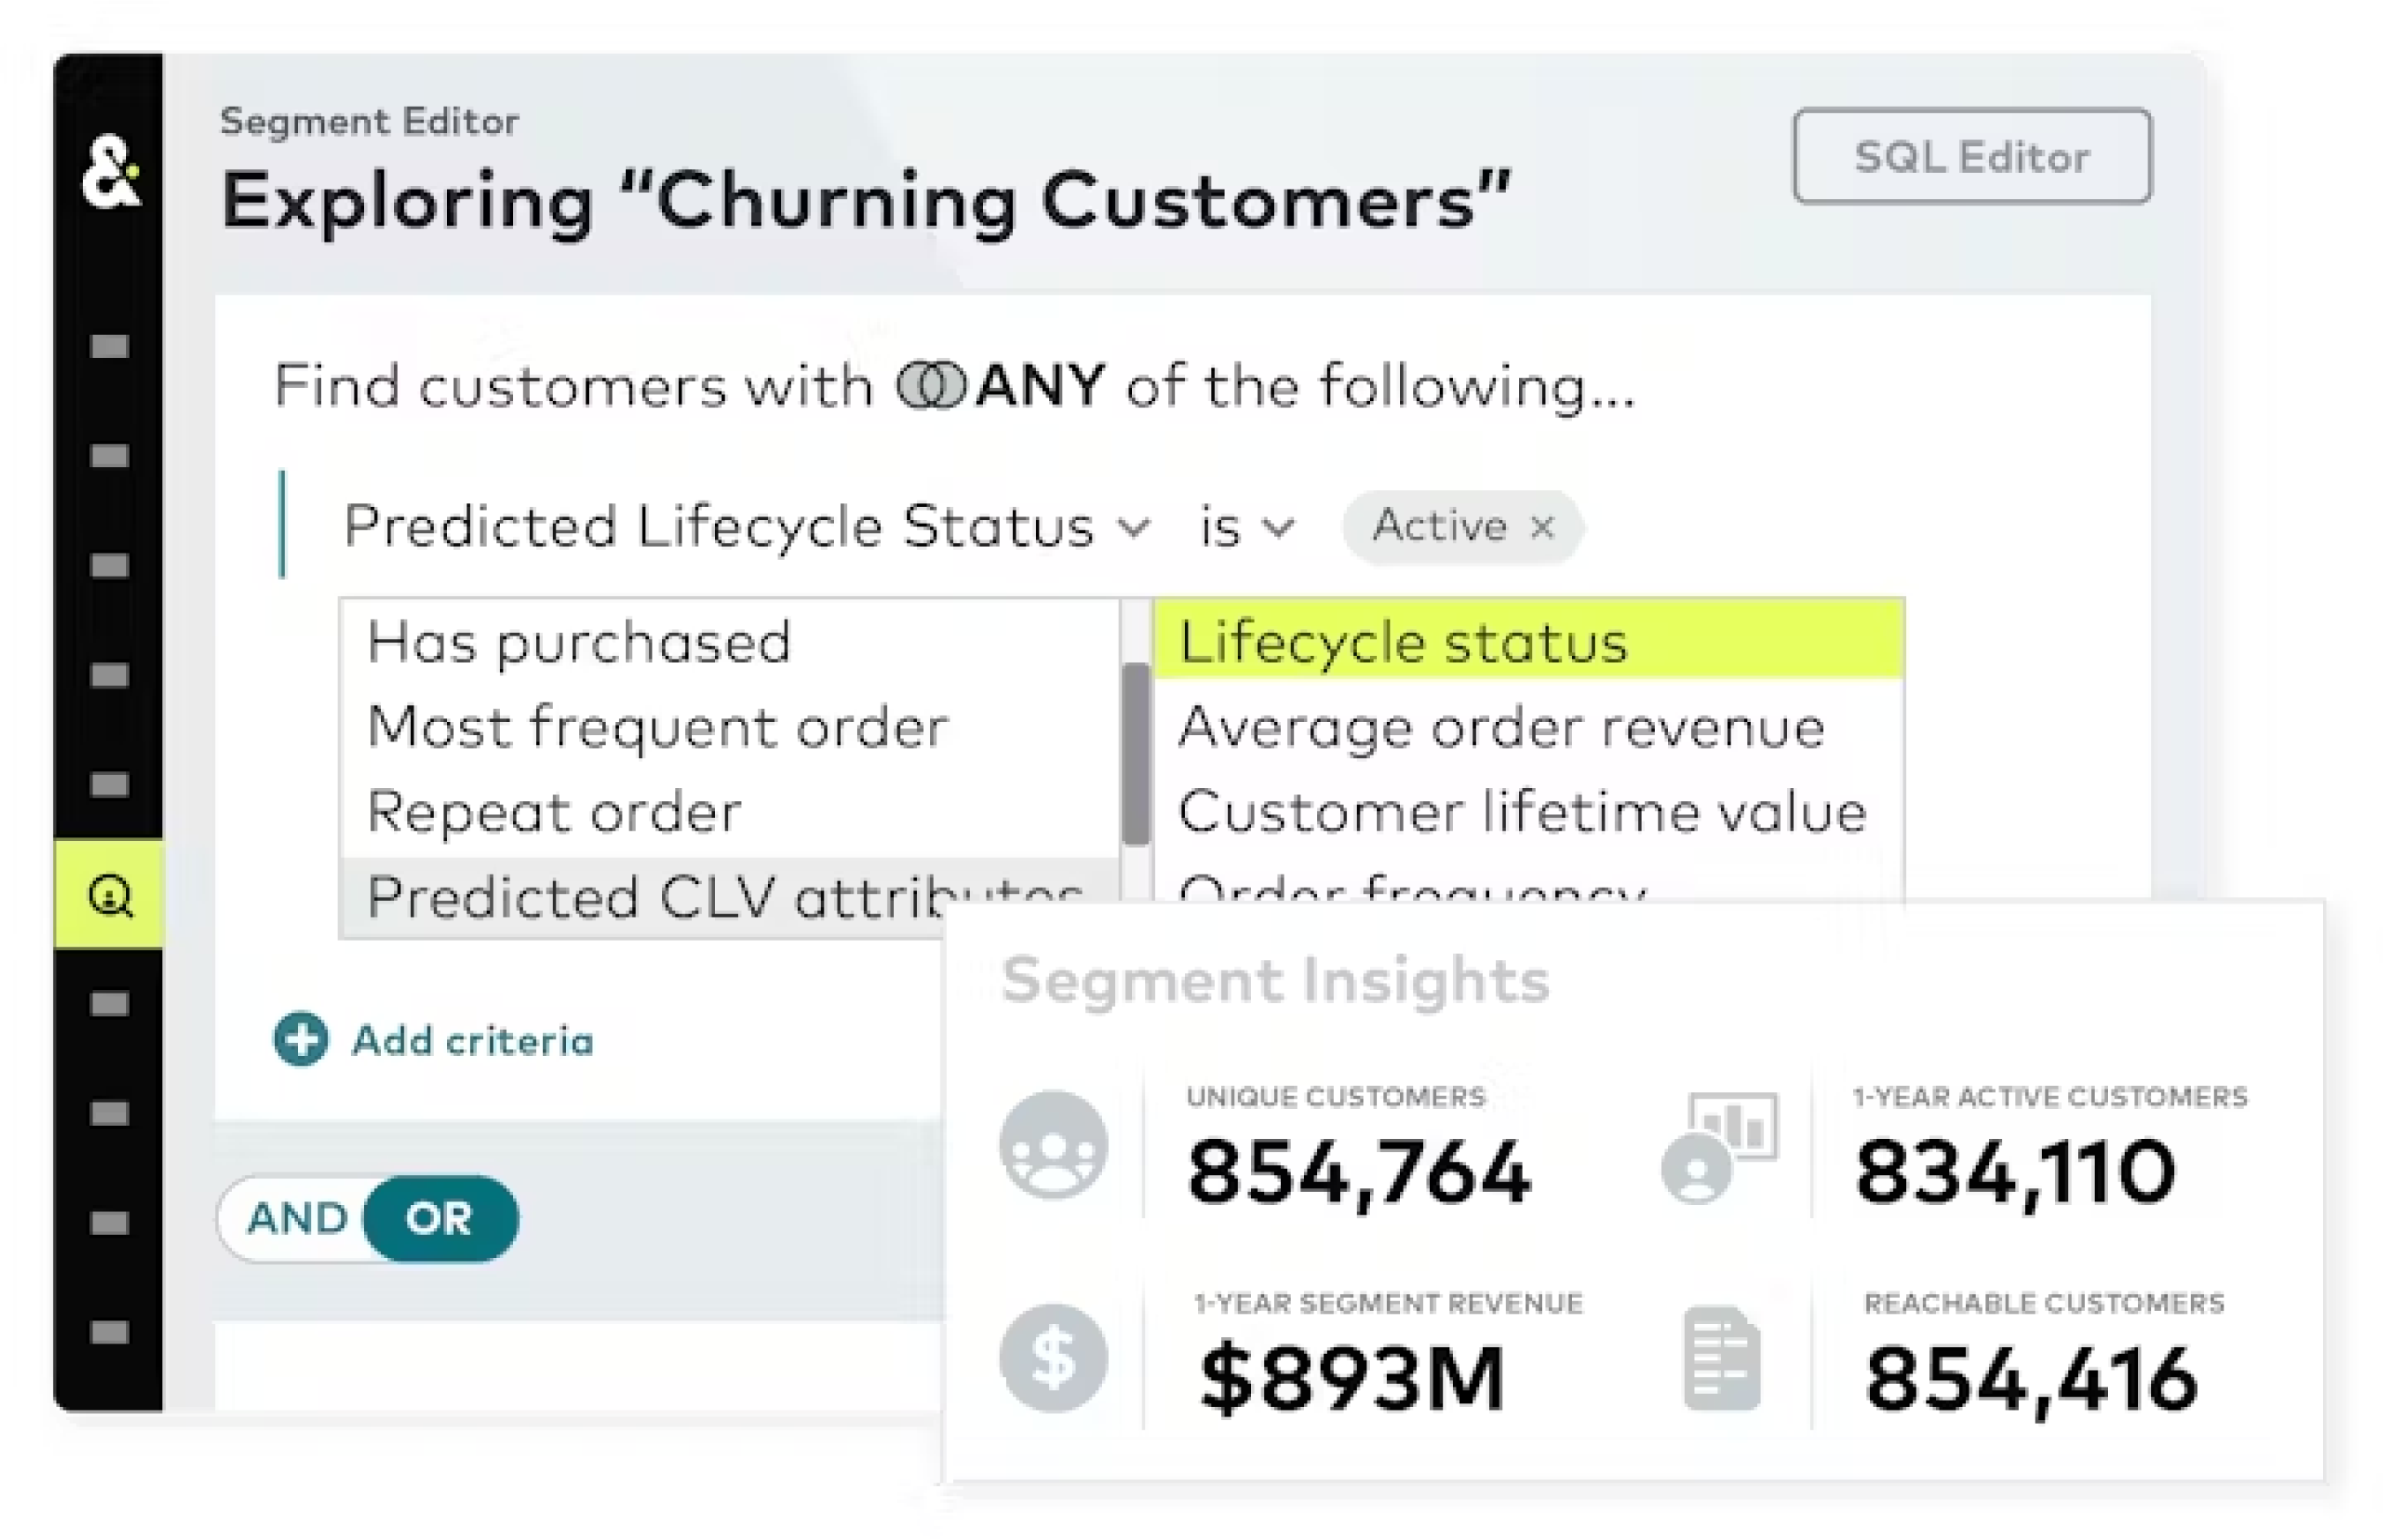 &
Segment Editor
Exploring “Churning Customers”
SQL Editor
Find customers with ANY of the following...
Predicted Lifecycle Status is Active ×
Has purchased
Most frequent order
Repeat order
Predicted CLV attributes
Lifecycle status
Average order revenue
Customer lifetime value
Order frequency
Add criteria
AND OR
Segment Insights
UNIQUE CUSTOMERS
854,764
1-YEAR ACTIVE CUSTOMERS
834,110
1-YEAR SEGMENT REVENUE
$893M
REACHABLE CUSTOMERS
854,416